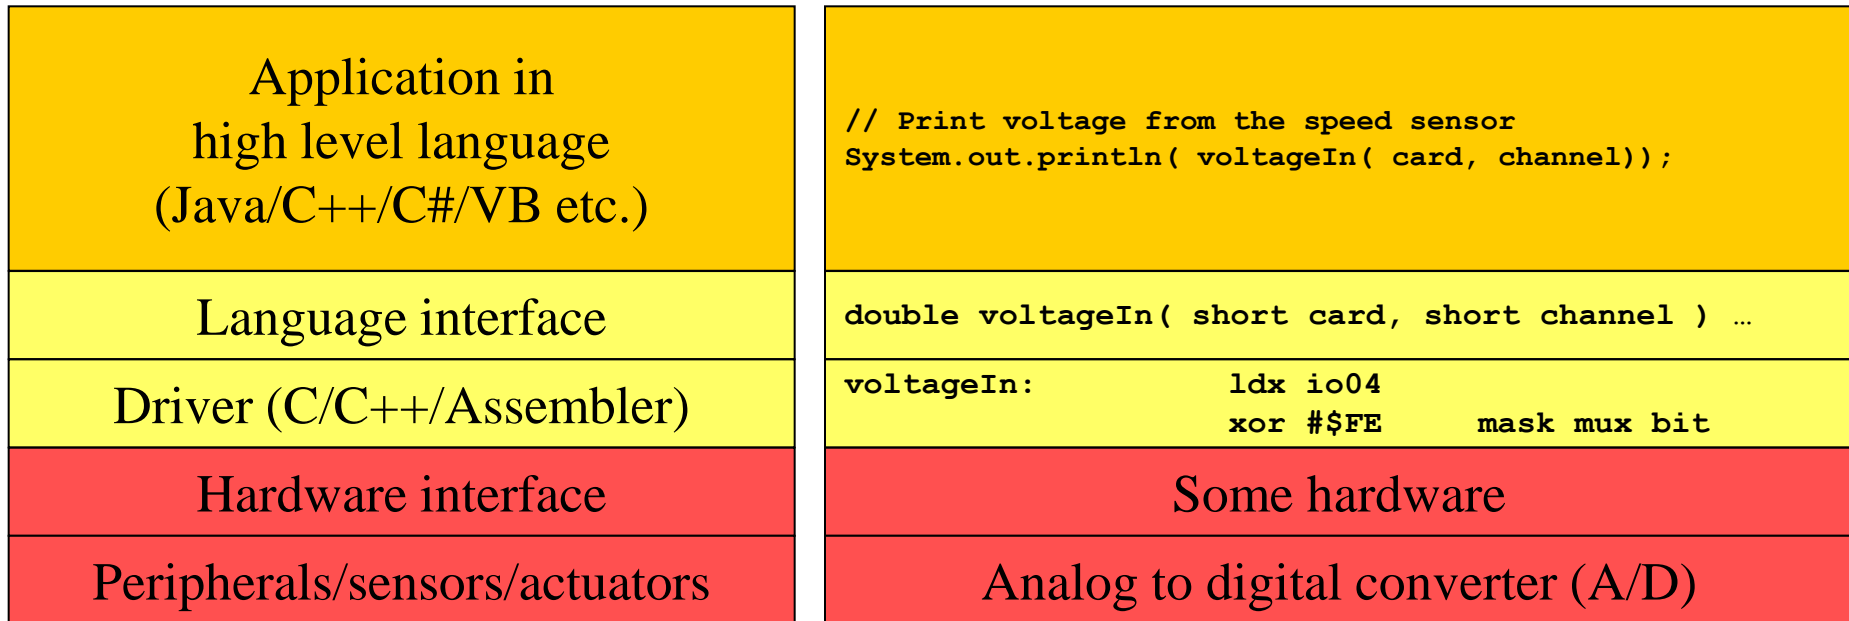 Application in
high level language
(Java/C++/C#/VB etc.)
// Print voltage from the speed sensor
System.out.println( voltageIn( card, channel));
Language interface
double voltageIn( short card, short channel ) …
Driver (C/C++/Assembler)
voltageIn: ldx io04
xor #$FE mask mux bit
Hardware interface
Some hardware
Peripherals/sensors/actuators
Analog to digital converter (A/D)